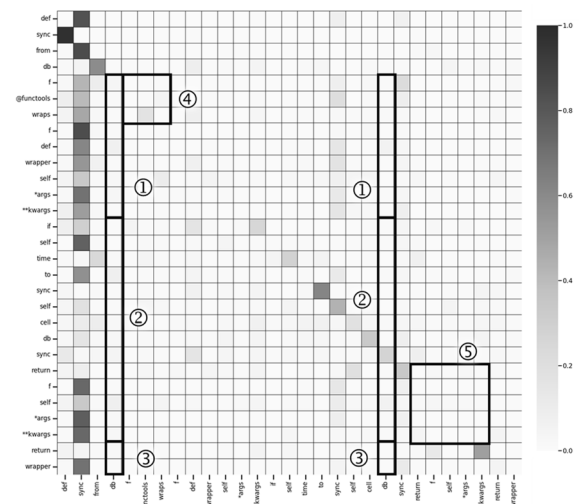 def
sync
from
db
f
@functools
wraps
f
def
wrapper
self
*args
**kwargs
if
self
time
to
sync
self
cell
db
sync
return
f
self
*args
**kwargs
return
wrapper
④
①
①
②
②
⑤
③
③
def
sync
from
db
f
nctools
wraps
f
def
wrapper
self
*args
kwargs
if
self
time
to
sync
self
cell
db
sync
return
f
self
*args
kwargs
return
wrapper
1.0
0.8
0.6
0.4
0.2
0.0